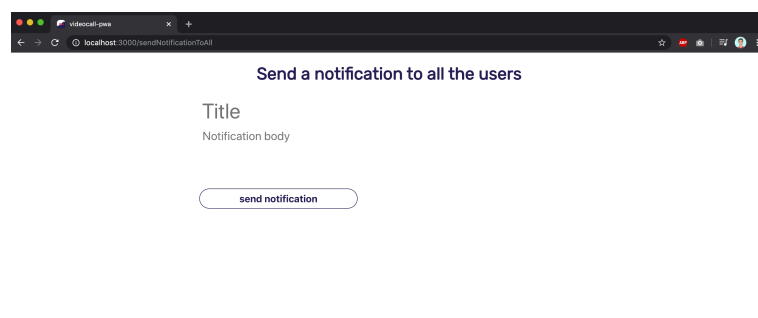 videocall-pwa
localhost:3000/sendNotificationToAll
Send a notification to all the users
Title
Notification body
send notification